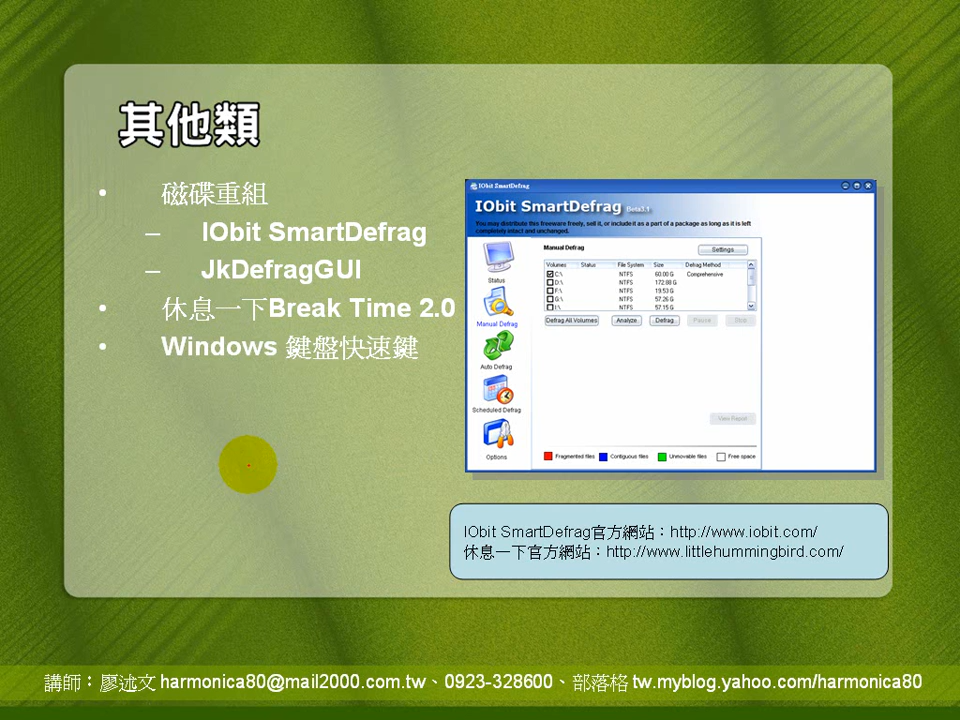 其他類
• 磁碟重組
– IObit SmartDefrag
– JkDefragGUI
• 休息一下Break Time 2.0
• Windows 鍵盤快速鍵
IObit SmartDefrag
IObit SmartDefrag Beta3.1
You may distribute this freeware freely, sell it, or include it as a part of a package as long as it is left
completely intact and unchanged.
Status
Manual Defrag
Auto Defrag
Scheduled Defrag
Options
Manual Defrag
Settings
Volumes Status File System Size Defrag Method
C:\ NTFS 60.00 G Comprehensive
D:\ NTFS 172.88 G
F:\ NTFS 19.53 G
G:\ NTFS 57.26 G
I:\ NTFS 57.15 G
Defrag All Volumes Analyze Defrag Pause Stop
View Report
Fragmented files Contiguous files Unmovable files Free space
IObit SmartDefrag官方網站：http://www.iobit.com/
休息一下官方網站：http://www.littlehummingbird.com/
講師：廖述文 harmonica80@mail2000.com.tw、0923-328600、部落格 tw.myblog.yahoo.com/harmonica80